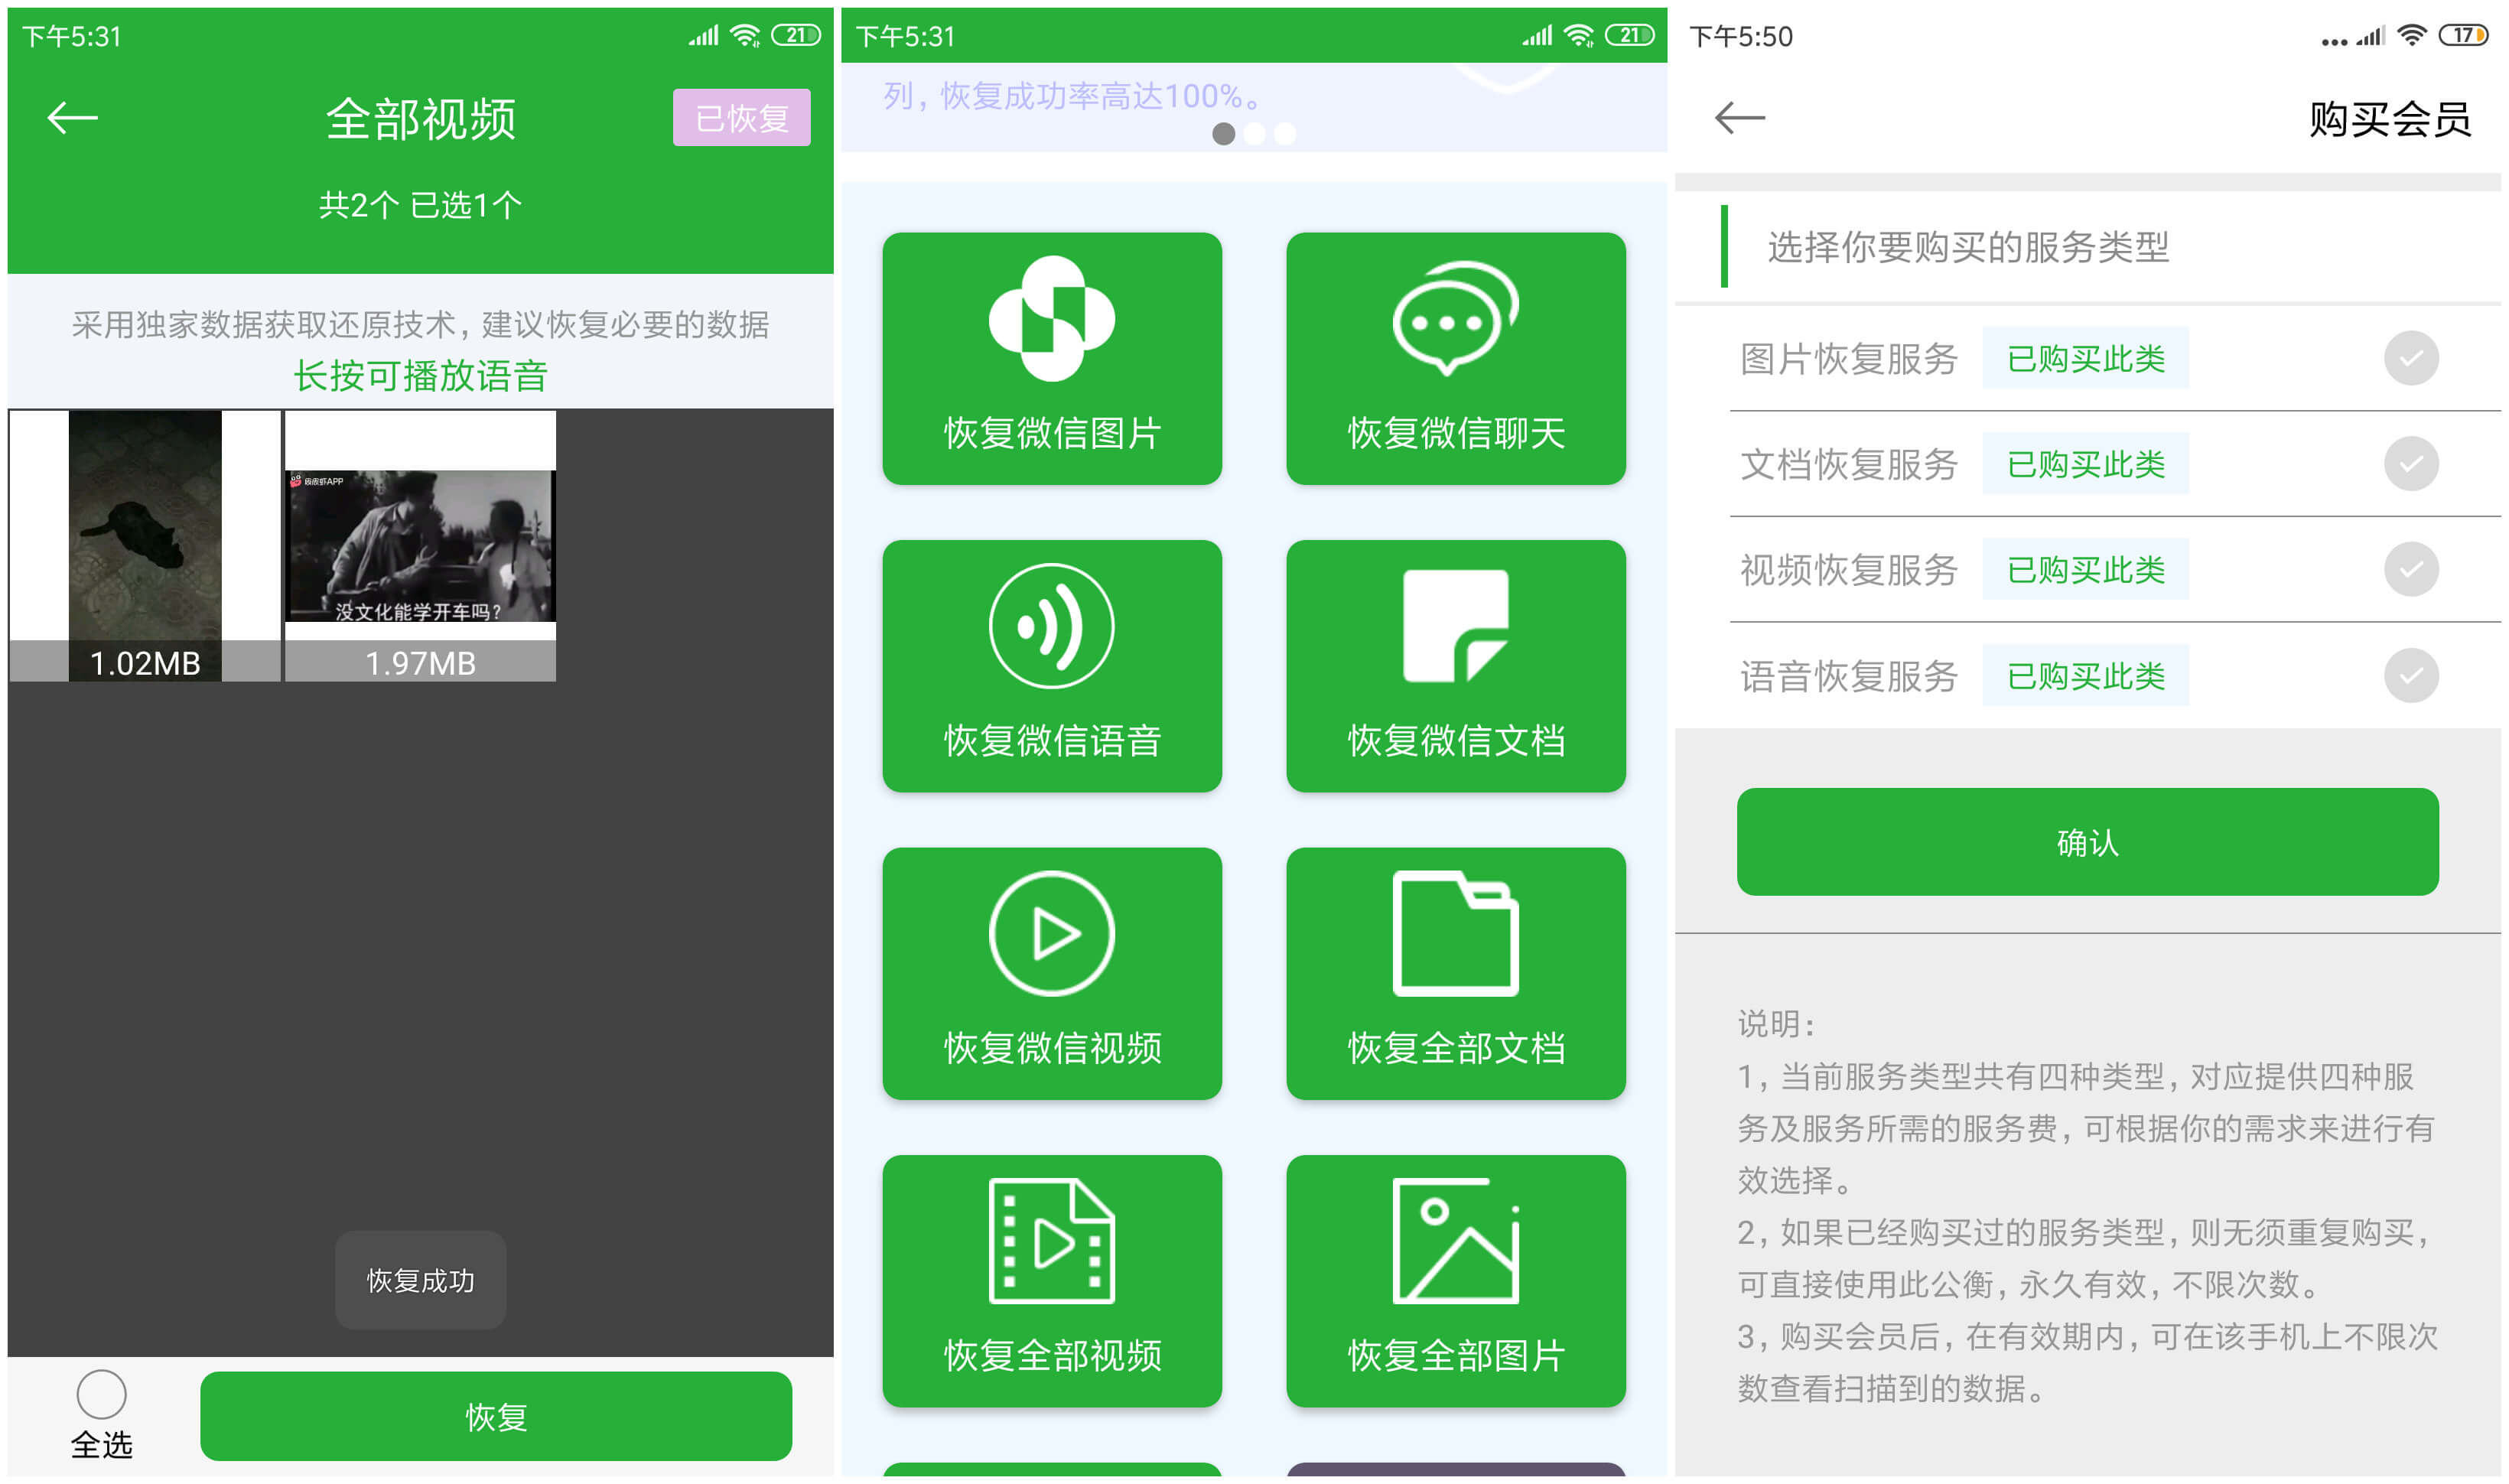 下午5:31
21
全部视频
已恢复
共2个 已选1个
采用独家数据获取还原技术，建议恢复必要的数据
长按可播放语音
皮皮虾APP
没文化能学开车吗？
1.02MB
1.97MB
恢复成功
全选
恢复
下午5:31
21
列，恢复成功率高达100%。
恢复微信图片
恢复微信聊天
恢复微信语音
恢复微信文档
恢复微信视频
恢复全部文档
恢复全部视频
恢复全部图片
下午5:50
17
购买会员
选择你要购买的服务类型
图片恢复服务 已购买此类
文档恢复服务 已购买此类
视频恢复服务 已购买此类
语音恢复服务 已购买此类
确认
说明：
1，当前服务类型共有四种类型，对应提供四种服
务及服务所需的服务费，可根据你的需求来进行有
效选择。
2，如果已经购买过的服务类型，则无须重复购买，
可直接使用此公衡，永久有效，不限次数。
3，购买会员后，在有效期内，可在该手机上不限次
数查看扫描到的数据。